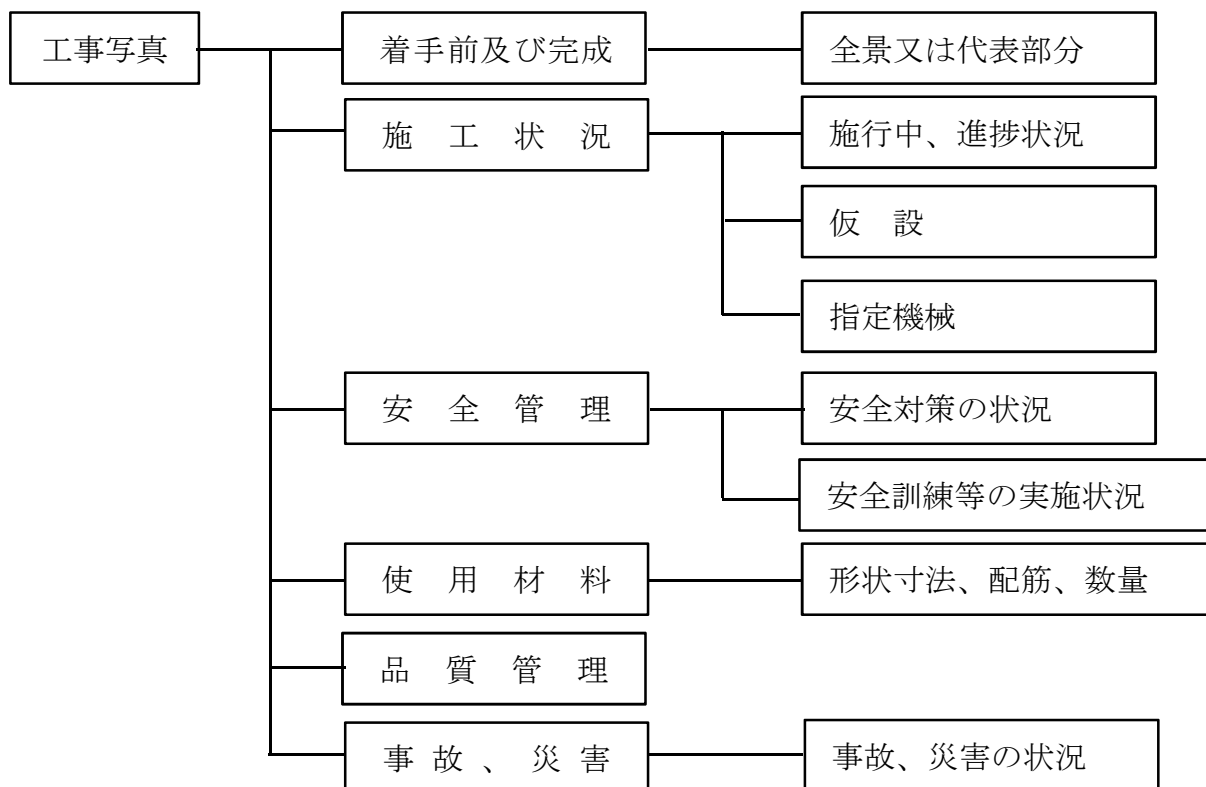 工事写真
着手前及び完成
全景又は代表部分
施工状況
施行中、進捗状況
仮設
指定機械
安全管理
安全対策の状況
安全訓練等の実施状況
使用材料
形状寸法、配筋、数量
品質管理
事故、災害
事故、災害の状況